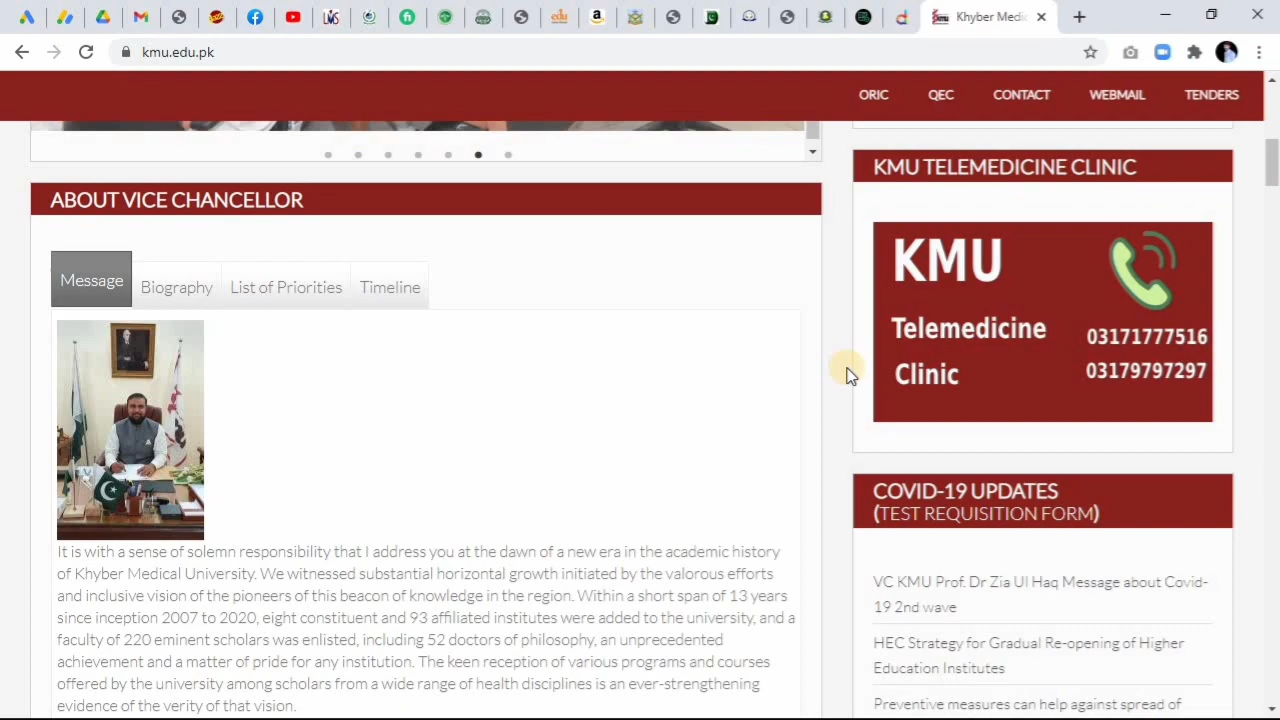 Khyber Medi
kmu.edu.pk
ORIC QEC CONTACT WEBMAIL TENDERS
ABOUT VICE CHANCELLOR
Message Biography List of Priorities Timeline
It is with a sense of solemn responsibility that I address you at the dawn of a new era in the academic history
of Khyber Medical University. We witnessed substantial horizontal growth initiated by the valorous efforts
and inclusive vision of the pioneers of this beacon of knowledge in the region. Within a short span of 13 years
since inception 2007 to 2020, eight constituent and 93 affiliated institutes were added to the university, and a
faculty of 220 eminent scholars was enlisted, including 52 doctors of philosophy, an unprecedented
achievement and a matter of pride for any institution. The keen reception of various programs and courses
offered by the university among scholars from a wide range of health disciplines is an ever-strengthening
evidence of the verity of that vision.
KMU TELEMEDICINE CLINIC
KMU
Telemedicine
Clinic
03171777516
03179797297
COVID-19 UPDATES
(TEST REQUISITION FORM)
VC KMU Prof. Dr Zia Ul Haq Message about Covid-
19 2nd wave
HEC Strategy for Gradual Re-opening of Higher
Education Institutes
Preventive measures can help against spread of